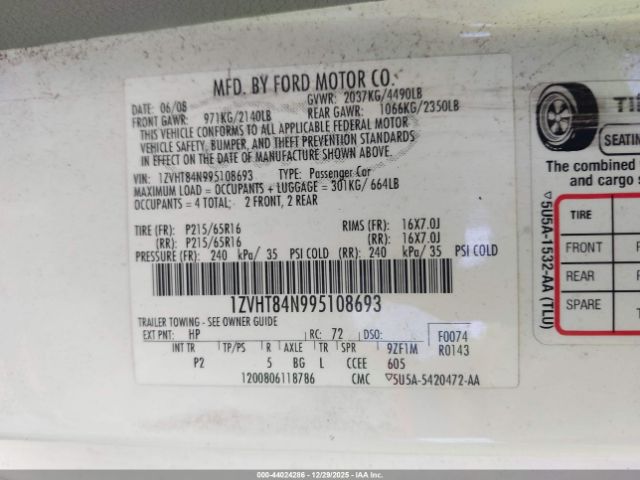 MFD. BY FORD MOTOR CO.
DATE: 06/08 GVWR: 2037KG/4490LB
FRONT GAWR: 971KG/2140LB REAR GAWR: 1066KG/2350LB
THIS VEHICLE CONFORMS TO ALL APPLICABLE FEDERAL MOTOR
VEHICLE SAFETY, BUMPER, AND THEFT PREVENTION STANDARDS
IN EFFECT ON THE DATE OF MANUFACTURE SHOWN ABOVE.
VIN: 1ZVHT84N995108693 TYPE: Passenger Car
MAXIMUM LOAD = OCCUPANTS + LUGGAGE = 301KG/ 664LB
OCCUPANTS = 4 TOTAL; 2 FRONT, 2 REAR
TIRE (FR): P215/65R16 RIMS (FR): 16X7.0J
(RR): P215/65R16 (RR): 16X7.0J
PRESSURE (FR): 240 kPa/ 35 PSI COLD (RR): 240 kPa/ 35 PSI COLD
1ZVHT84N995108693
TRAILER TOWING - SEE OWNER GUIDE
EXT PNT: HP RC: 72 DSO: F0074
INT TR TP/PS R AXLE TR SPR 9ZF1M R0143
P2 5 BG L CCEE 605
1200806118786 CMC ▽5U5A-5420472-AA
SEATING
The combined
and cargo
TIRE
FRONT
REAR
SPARE
▽5U5A-1532-AA (TLU)
000-44024286 - 12/29/2025 - IAAI